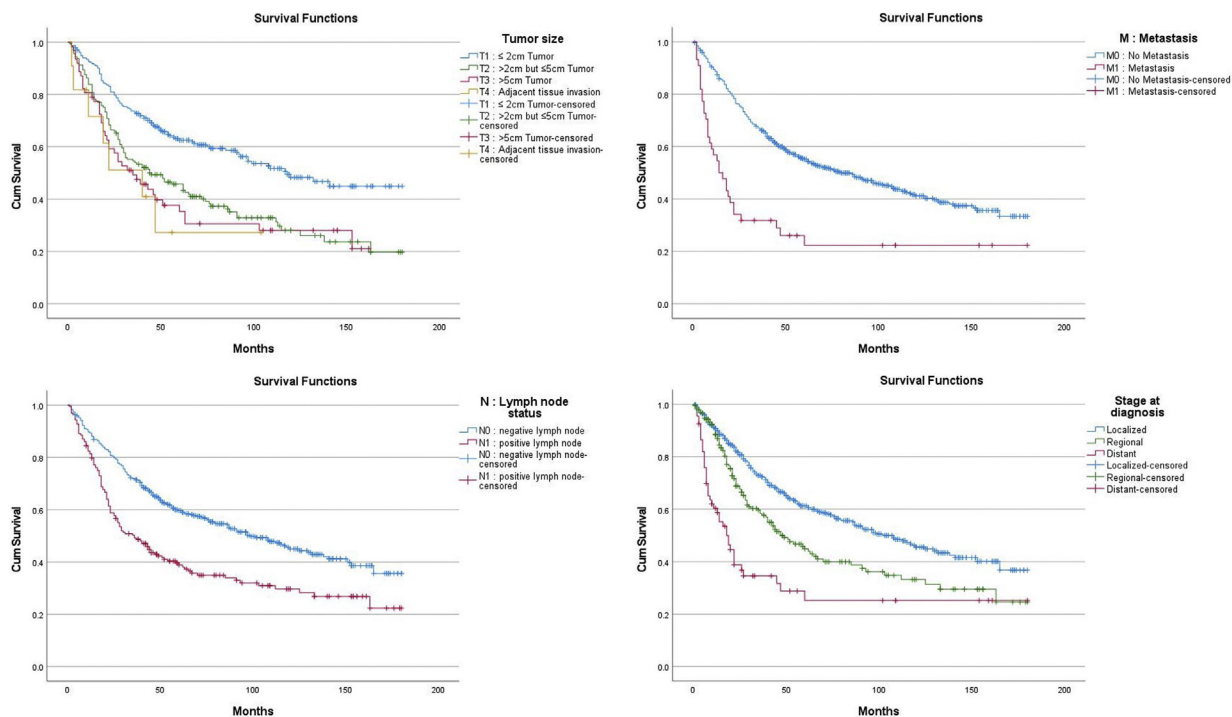 Survival Functions
Tumor size
T1 : ≤ 2cm Tumor
T2 : >2cm but ≤5cm Tumor
T3 : >5cm Tumor
T4 : Adjacent tissue invasion
T1 : ≤ 2cm Tumor-censored
T2 : >2cm but ≤5cm Tumor-
censored
T3 : >5cm Tumor-censored
T4 : Adjacent tissue invasion-
censored
Cum Survival
1.0
0.8
0.6
0.4
0.2
0.0
0
50
100
150
200
Months
Survival Functions
M : Metastasis
M0 : No Metastasis
M1 : Metastasis
M0 : No Metastasis-censored
M1 : Metastasis-censored
Cum Survival
1.0
0.8
0.6
0.4
0.2
0.0
0
50
100
150
200
Months
Survival Functions
N : Lymph node
status
N0 : negative lymph node
N1 : positive lymph node
N0 : negative lymph node-
censored
N1 : positive lymph node-
censored
Cum Survival
1.0
0.8
0.6
0.4
0.2
0.0
0
50
100
150
200
Months
Survival Functions
Stage at
diagnosis
Localized
Regional
Distant
Localized-censored
Regional-censored
Distant-censored
Cum Survival
1.0
0.8
0.6
0.4
0.2
0.0
0
50
100
150
200
Months